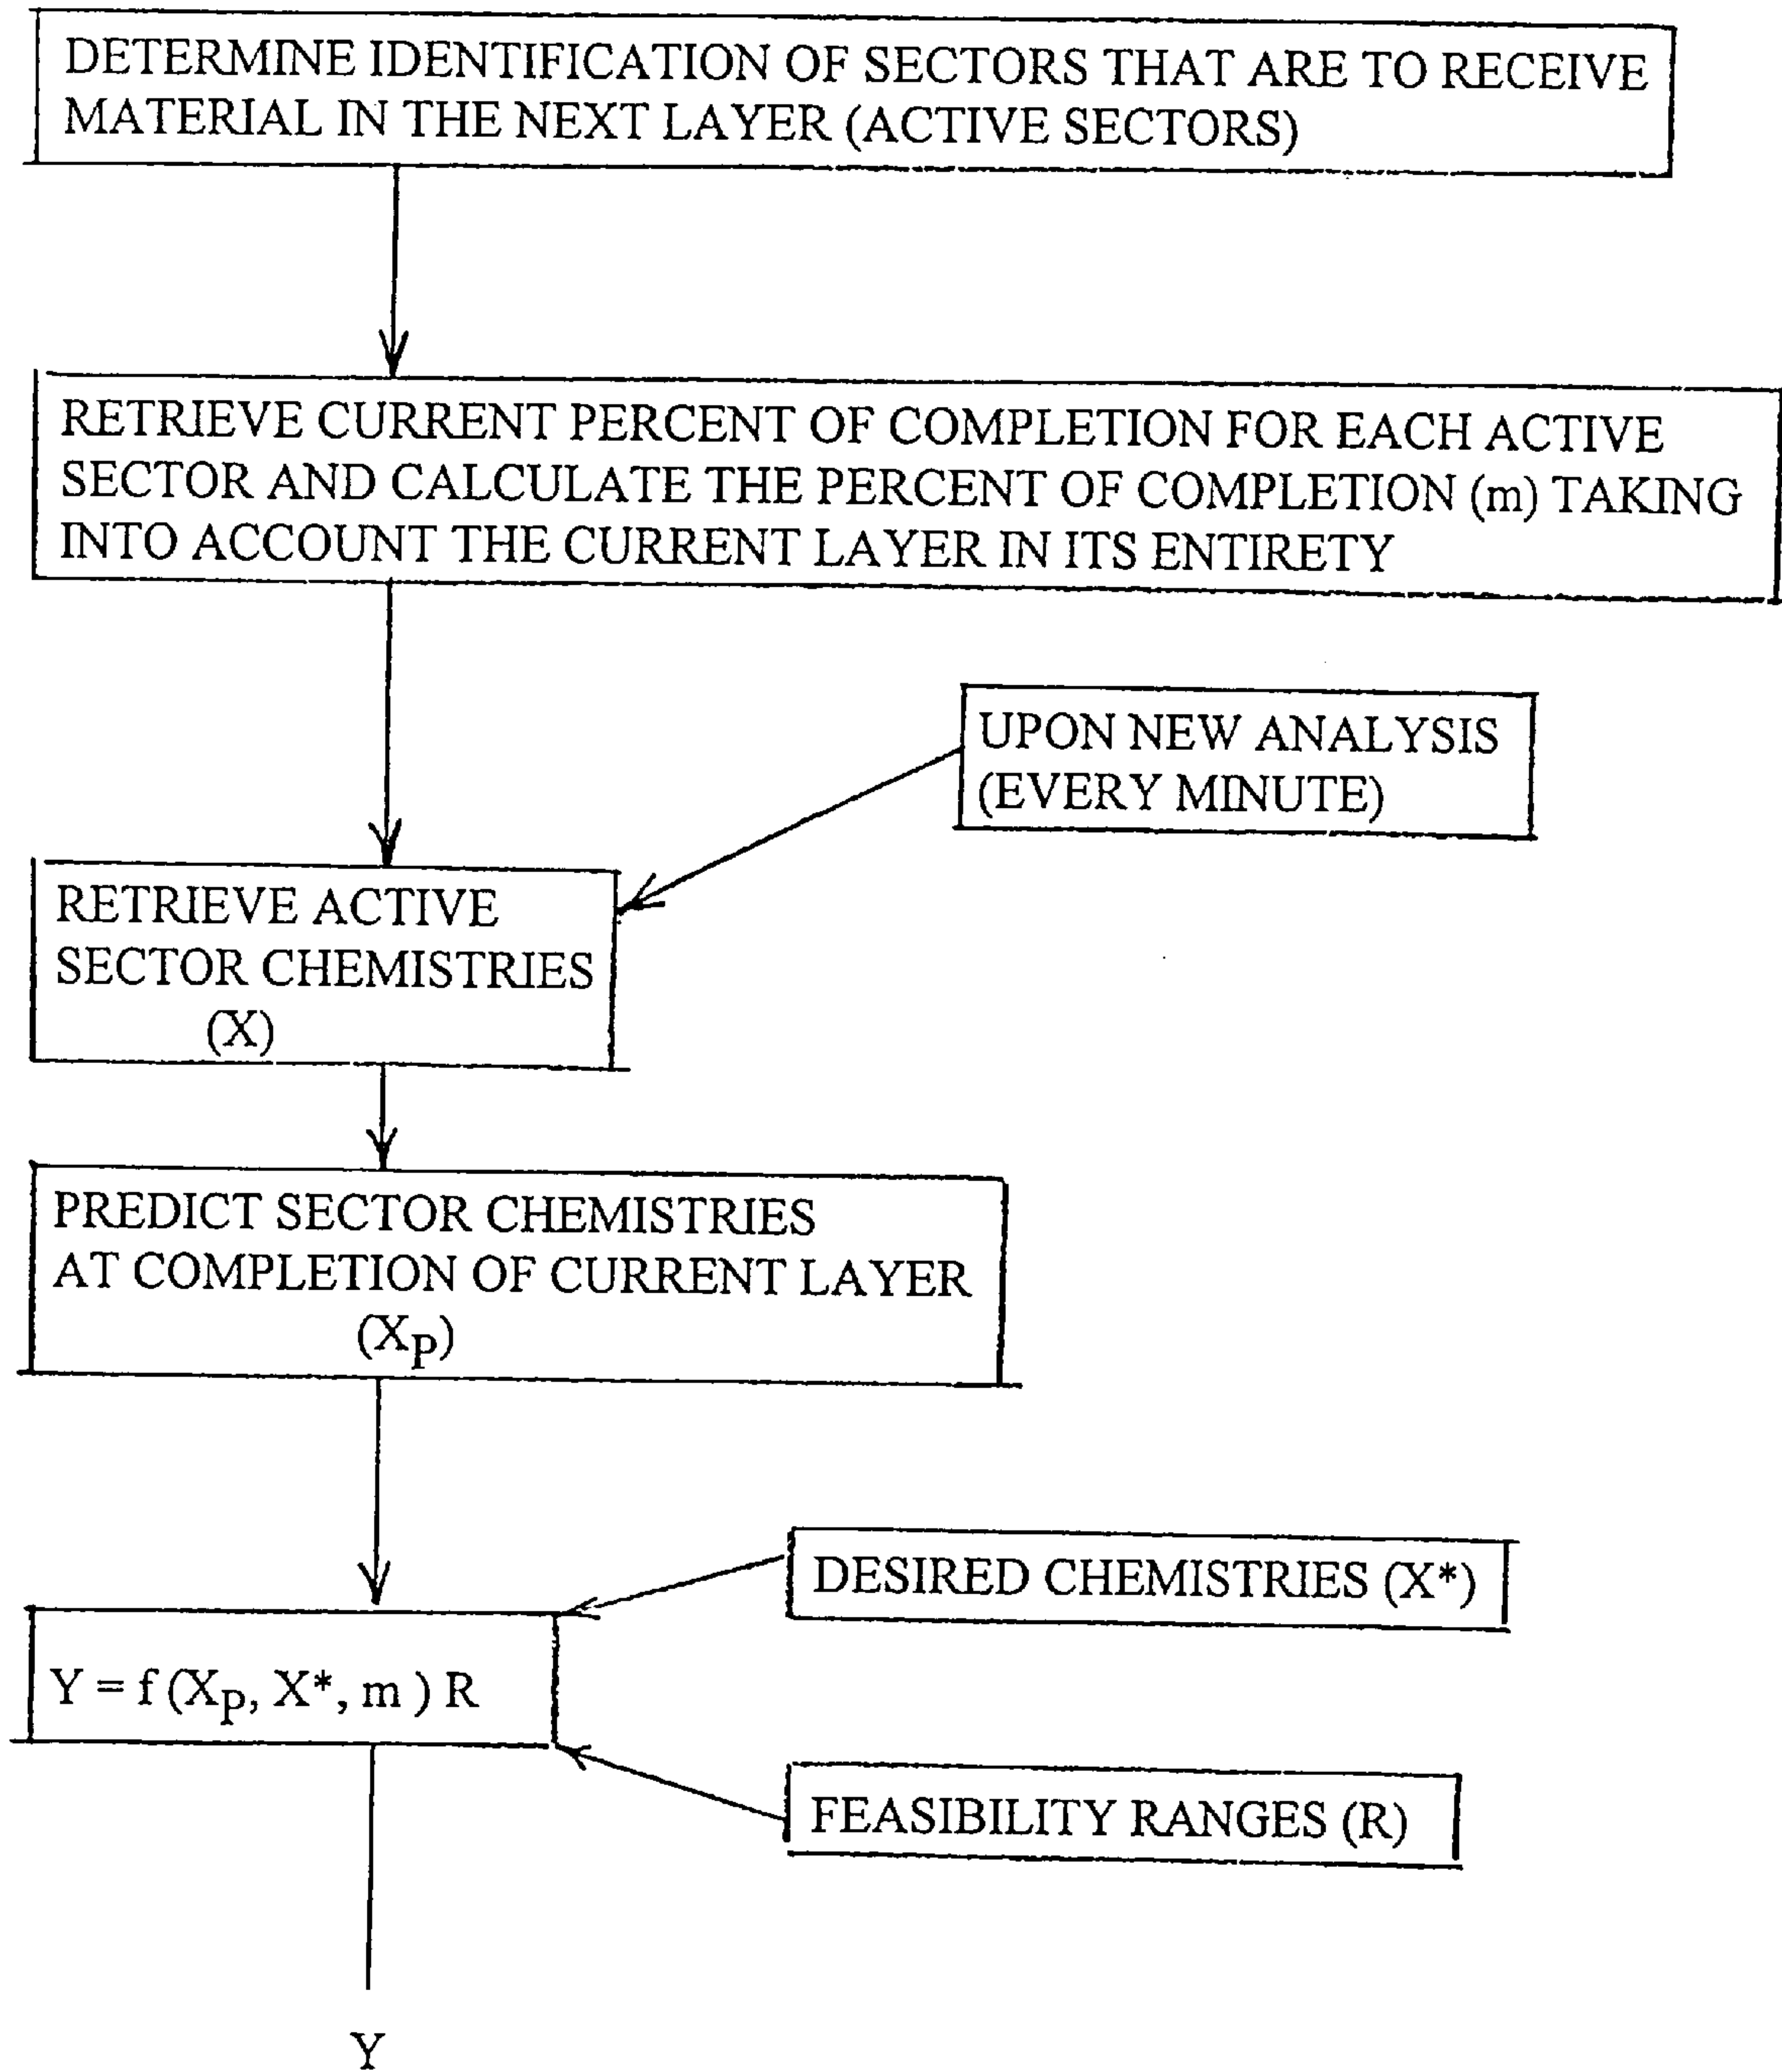 DETERMINE IDENTIFICATION OF SECTORS THAT ARE TO RECEIVE
MATERIAL IN THE NEXT LAYER (ACTIVE SECTORS)
RETRIEVE CURRENT PERCENT OF COMPLETION FOR EACH ACTIVE
SECTOR AND CALCULATE THE PERCENT OF COMPLETION (m) TAKING
INTO ACCOUNT THE CURRENT LAYER IN ITS ENTIRETY
UPON NEW ANALYSIS
(EVERY MINUTE)
RETRIEVE ACTIVE
SECTOR CHEMISTRIES
(X)
PREDICT SECTOR CHEMISTRIES
AT COMPLETION OF CURRENT LAYER
(Xp)
DESIRED CHEMISTRIES (X*)
Y = f (Xp, X*, m ) R
FEASIBILITY RANGES (R)
Y